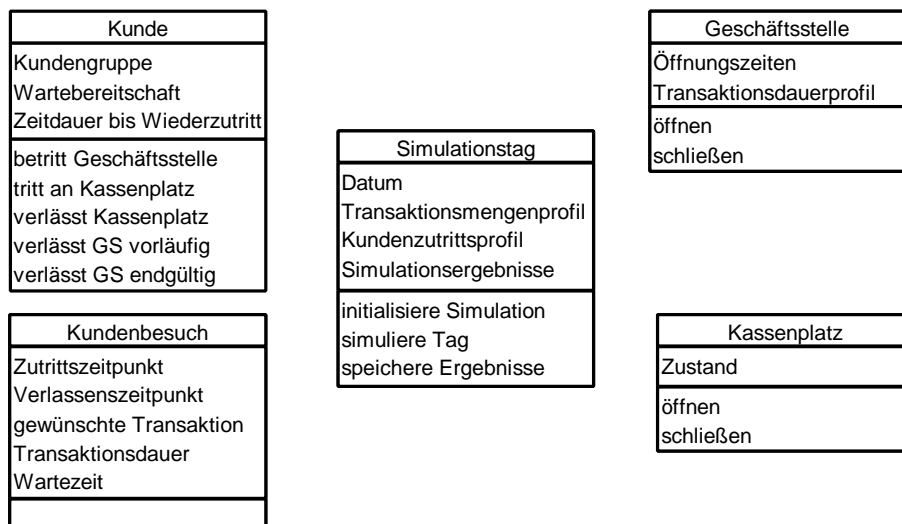 Kunde
Kundengruppe
Wartebereitschaft
Zeitdauer bis Wiederzutritt
betritt Geschäftsstelle
tritt an Kassenplatz
verlässt Kassenplatz
verlässt GS vorläufig
verlässt GS endgültig
Kundenbesuch
Zutrittszeitpunkt
Verlassenszeitpunkt
gewünschte Transaktion
Transaktionsdauer
Wartezeit
Simulationstag
Datum
Transaktionsmengenprofil
Kundenzutrittsprofil
Simulationsergebnisse
initialisiere Simulation
simuliere Tag
speichere Ergebnisse
Geschäftsstelle
Öffnungszeiten
Transaktionsdauerprofil
öffnen
schließen
Kassenplatz
Zustand
öffnen
schließen